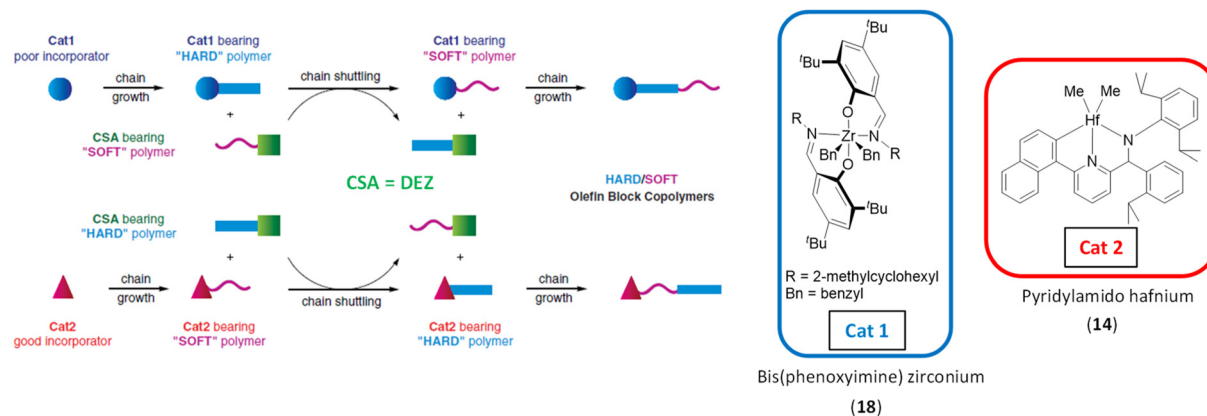 Cat1
poor incorporator
chain
growth
Cat1 bearing
"HARD" polymer
+
CSA bearing
"SOFT" polymer
chain shuttling
Cat1 bearing
"SOFT" polymer
+
chain
growth
CSA = DEZ
HARD/SOFT
Olefin Block Copolymers
CSA bearing
"HARD" polymer
+
Cat2
good incorporator
chain
growth
Cat2 bearing
"SOFT" polymer
chain shuttling
+
Cat2 bearing
"HARD" polymer
chain
growth
tBu
tBu
O
R
N
Zr
N
R
Bn
Bn
O
tBu
tBu
R = 2-methylcyclohexyl
Bn = benzyl
Cat 1
Bis(phenoxyimine) zirconium
(18)
Me
Me
Hf
N
N
Cat 2
Pyridylamido hafnium
(14)